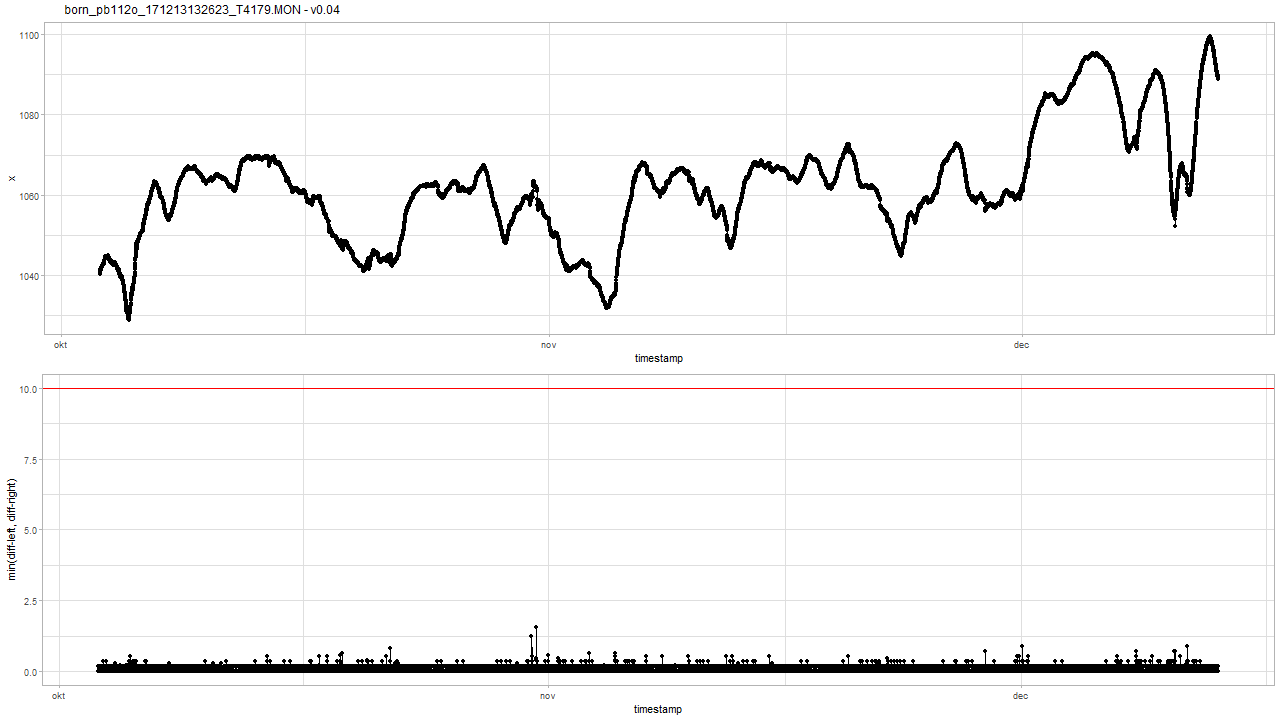 born_pb112o_171213132623_T4179.MON - v0.04
1100
1080
1060
1040
x
okt
nov
dec
timestamp
10.0
7.5
5.0
2.5
0.0
min(diff-left, diff-right)
okt
nov
dec
timestamp